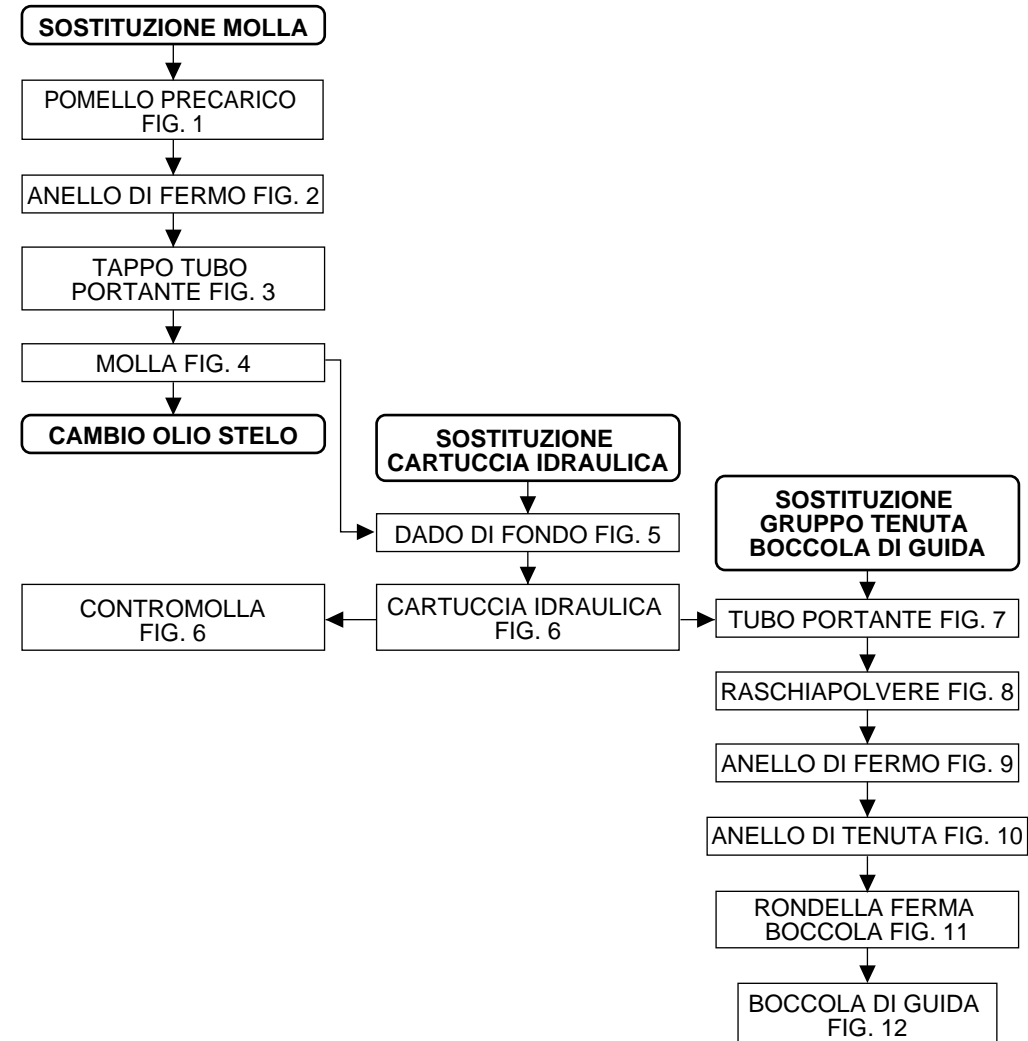 SOSTITUZIONE MOLLA
POMELLO PRECARICO
FIG. 1
ANELLO DI FERMO FIG. 2
TAPPO TUBO
PORTANTE FIG. 3
MOLLA FIG. 4
CAMBIO OLIO STELO
SOSTITUZIONE
CARTUCCIA IDRAULICA
DADO DI FONDO FIG. 5
CARTUCCIA IDRAULICA
FIG. 6
CONTROMOLLA
FIG. 6
SOSTITUZIONE
GRUPPO TENUTA
BOCCOLA DI GUIDA
TUBO PORTANTE FIG. 7
RASCHIAPOLVERE FIG. 8
ANELLO DI FERMO FIG. 9
ANELLO DI TENUTA FIG. 10
RONDELLA FERMA
BOCCOLA FIG. 11
BOCCOLA DI GUIDA
FIG. 12